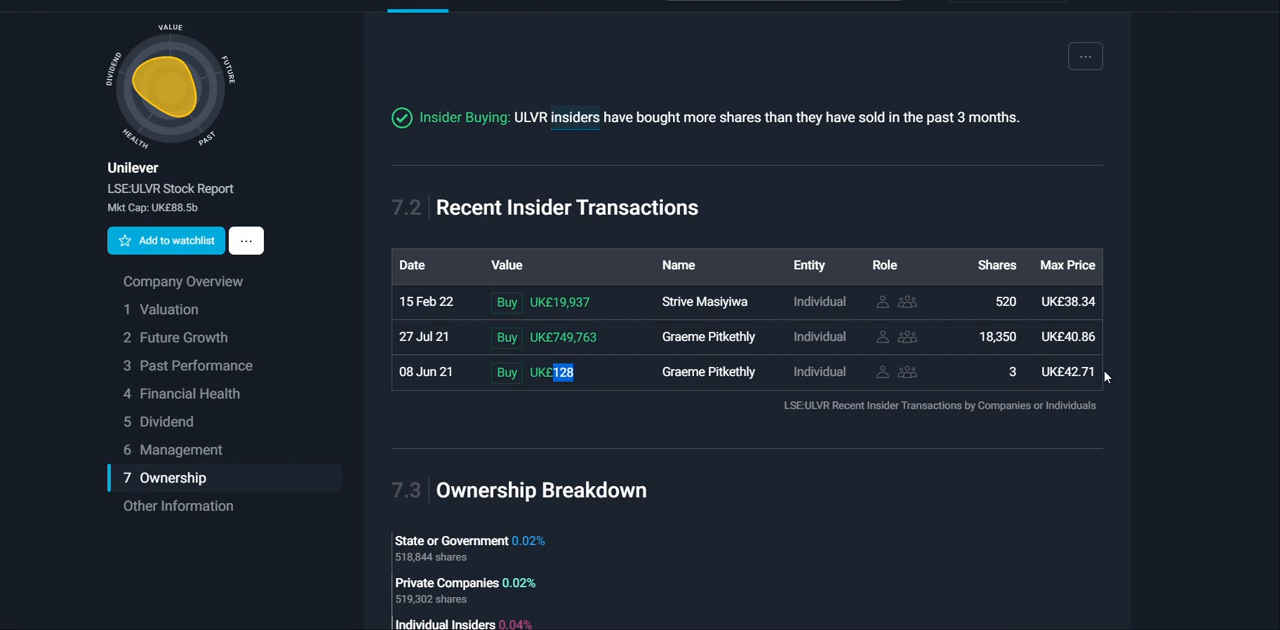 VALUE
FUTURE
PAST
HEALTH
DIVIDEND
Unilever
LSE:ULVR Stock Report
Mkt Cap: UK£88.5b
Add to watchlist
...
Company Overview
1 Valuation
2 Future Growth
3 Past Performance
4 Financial Health
5 Dividend
6 Management
7 Ownership
Other Information
...
Insider Buying: ULVR insiders have bought more shares than they have sold in the past 3 months.
7.2 Recent Insider Transactions
Date Value Name Entity Role Shares Max Price
15 Feb 22 Buy UK£19,937 Strive Masiyiwa Individual 520 UK£38.34
27 Jul 21 Buy UK£749,763 Graeme Pitkethly Individual 18,350 UK£40.86
08 Jun 21 Buy UK£128 Graeme Pitkethly Individual 3 UK£42.71
LSE:ULVR Recent Insider Transactions by Companies or Individuals
7.3 Ownership Breakdown
State or Government 0.02%
518,844 shares
Private Companies 0.02%
519,302 shares
Individual Insiders 0.04%